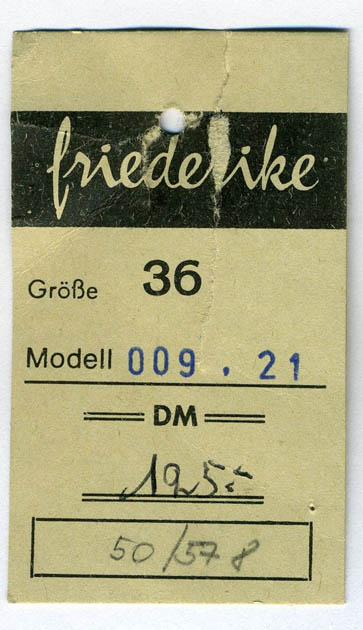 friederike
Größe 36
Modell 009.21
DM
125.-
50/578